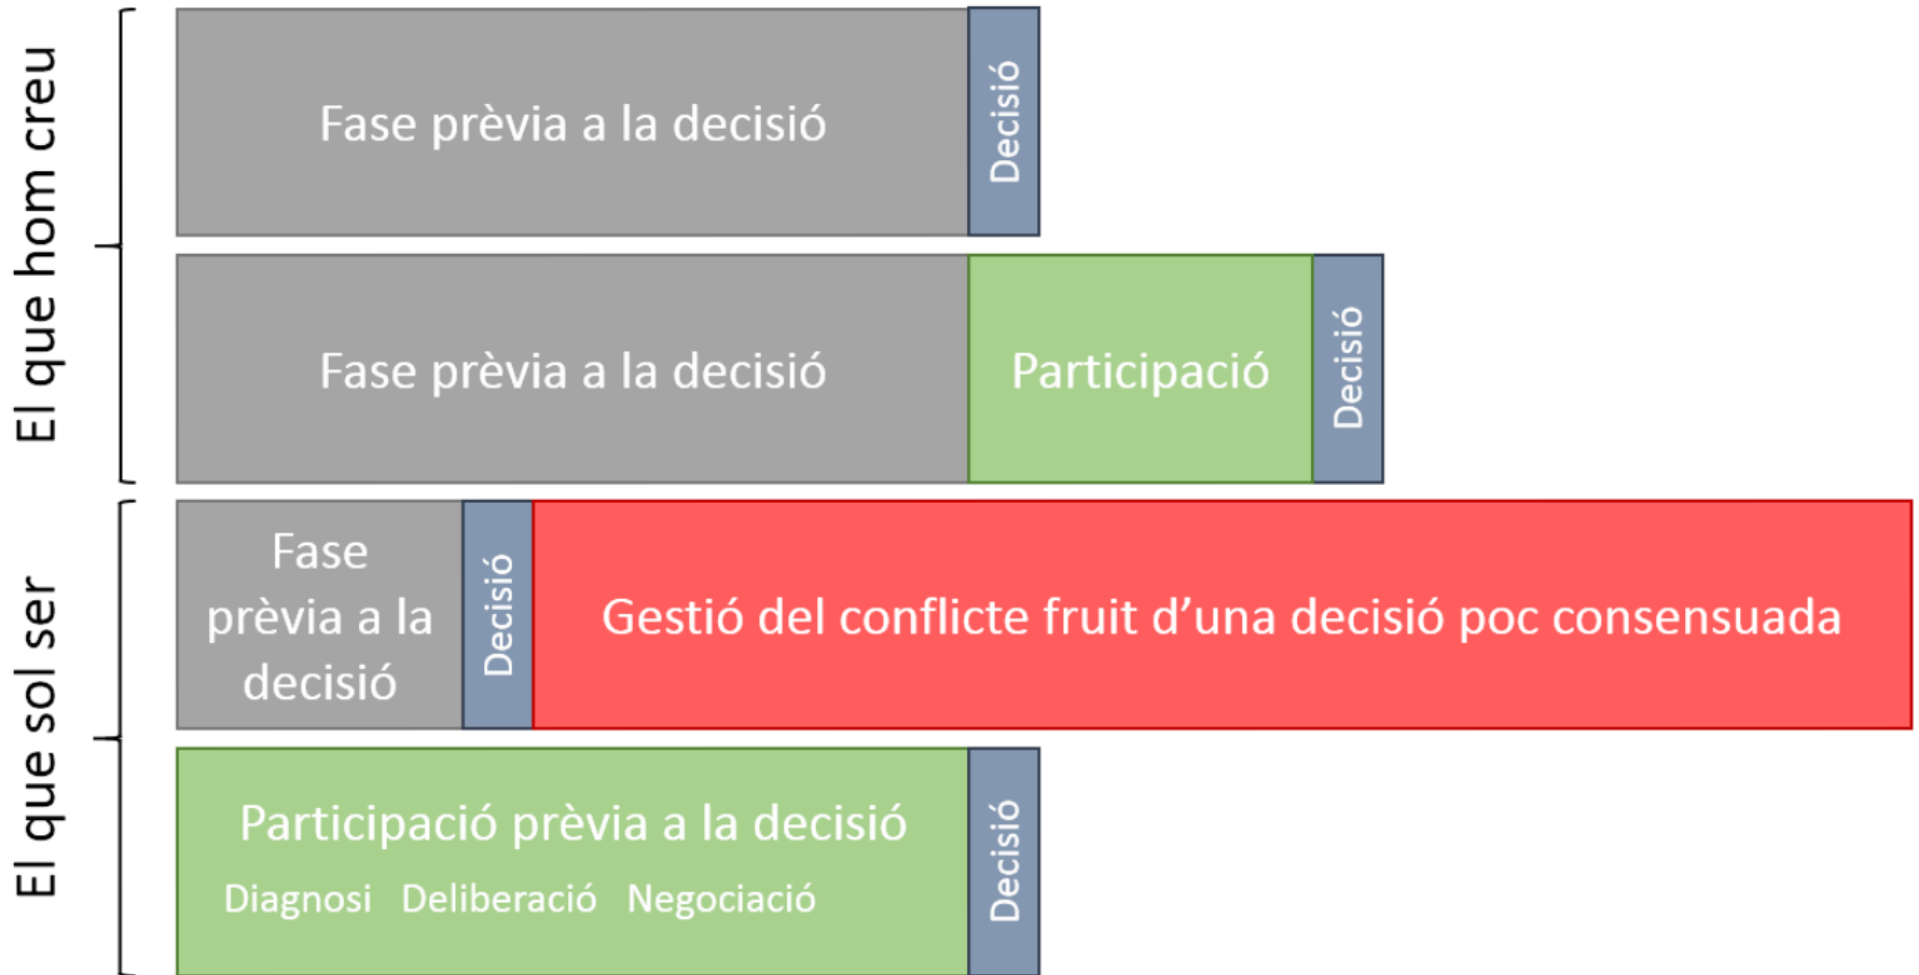 El que hom creu
Fase prèvia a la decisió
Decisió
Fase prèvia a la decisió
Participació
Decisió
El que sol ser
Fase
prèvia a la
decisió
Decisió
Gestió del conflicte fruit d’una decisió poc consensuada
Participació prèvia a la decisió
Diagnosi Deliberació Negociació
Decisió